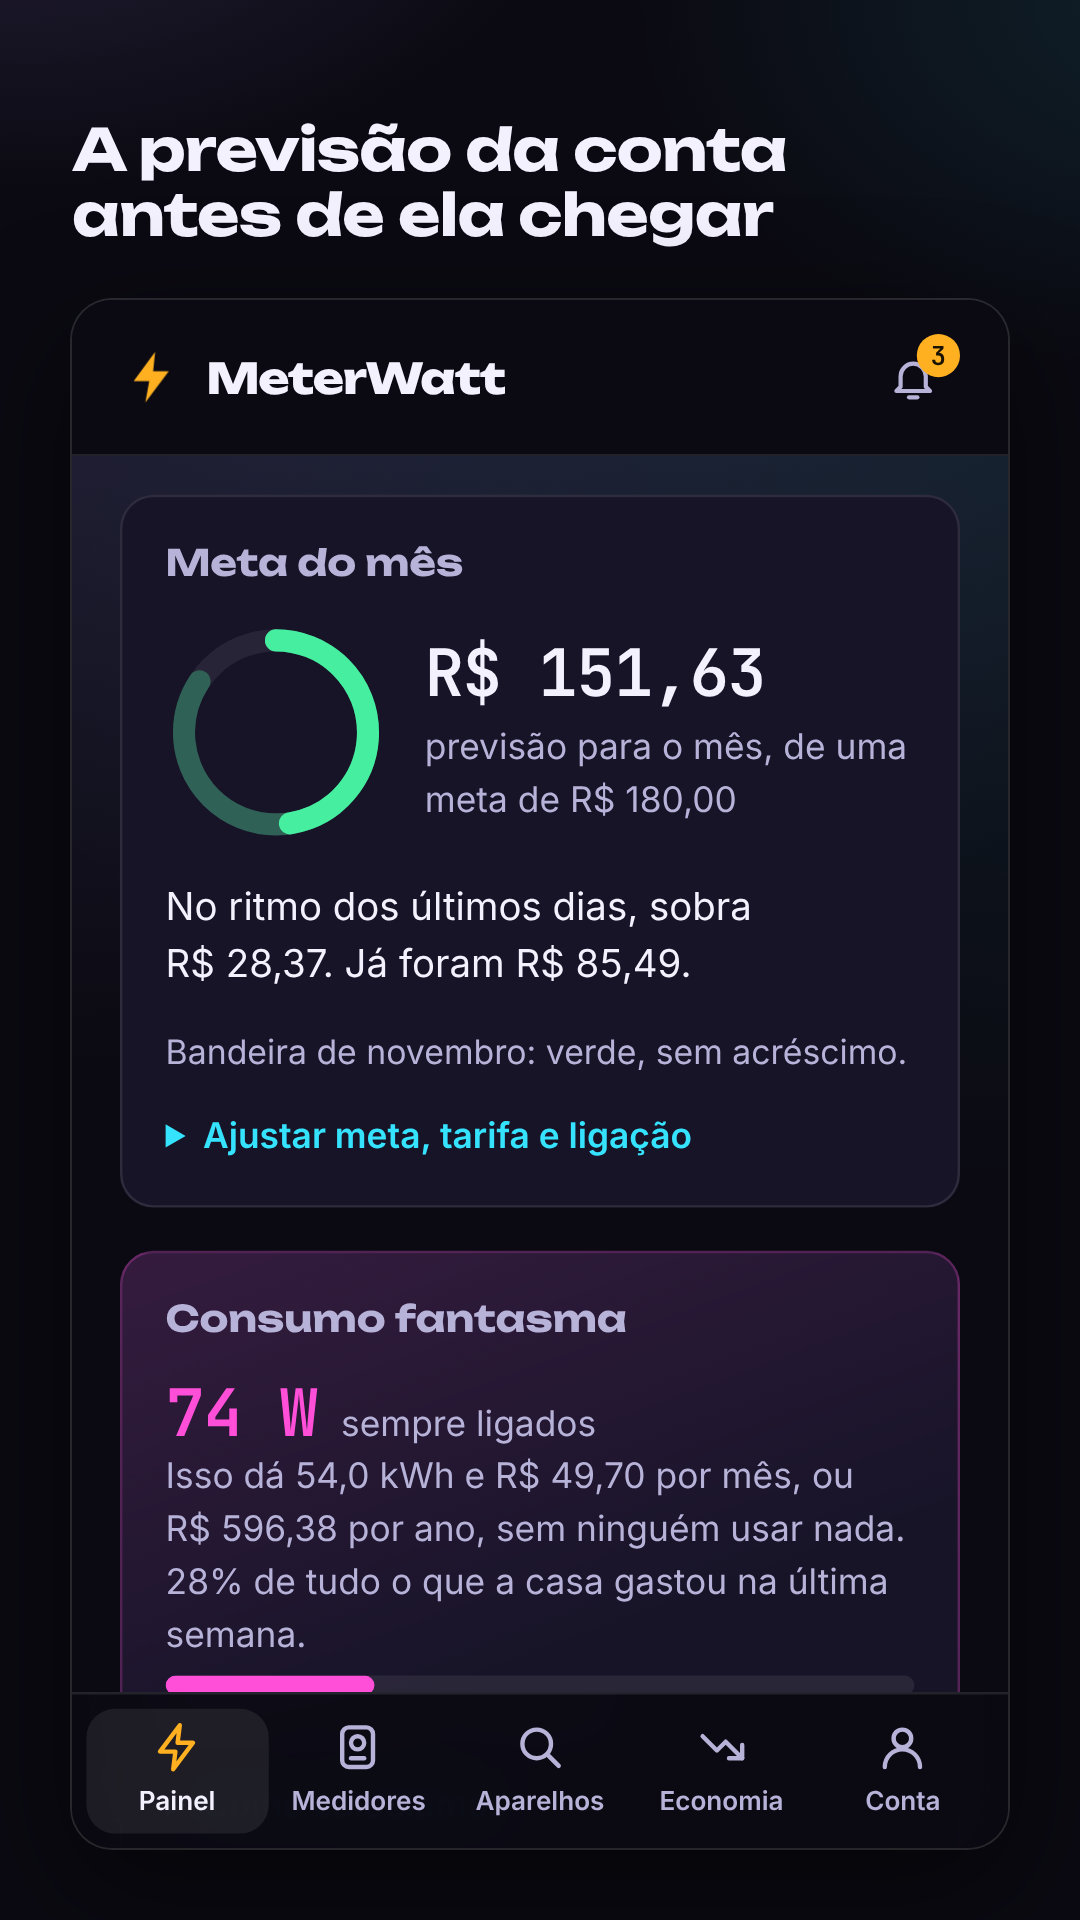 A previsão da conta
antes de ela chegar
MeterWatt
3
Meta do mês
R$ 151,63
previsão para o mês, de uma
meta de R$ 180,00
No ritmo dos últimos dias, sobra
R$ 28,37. Já foram R$ 85,49.
Bandeira de novembro: verde, sem acréscimo.
Ajustar meta, tarifa e ligação
Consumo fantasma
74 W sempre ligados
Isso dá 54,0 kWh e R$ 49,70 por mês, ou
R$ 596,38 por ano, sem ninguém usar nada.
28% de tudo o que a casa gastou na última
semana.
Painel
Medidores
Aparelhos
Economia
Conta